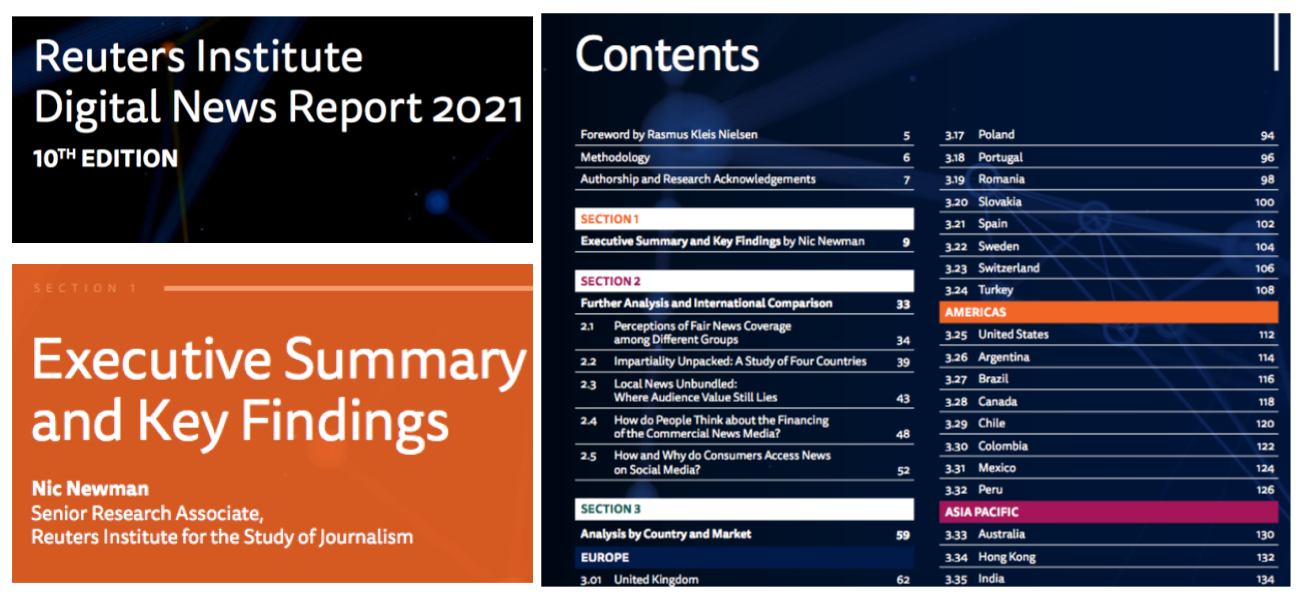 Reuters Institute
Digital News Report 2021
10TH EDITION
SECTION 1
Executive Summary
and Key Findings
Nic Newman
Senior Research Associate,
Reuters Institute for the Study of Journalism
Contents
Foreword by Rasmus Kleis Nielsen 5
Methodology 6
Authorship and Research Acknowledgements 7
SECTION 1
Executive Summary and Key Findings by Nic Newman 9
SECTION 2
Further Analysis and International Comparison 33
2.1 Perceptions of Fair News Coverage
among Different Groups 34
2.2 Impartiality Unpacked: A Study of Four Countries 39
2.3 Local News Unbundled:
Where Audience Value Still Lies 43
2.4 How do People Think about the Financing
of the Commercial News Media? 48
2.5 How and Why do Consumers Access News
on Social Media? 52
SECTION 3
Analysis by Country and Market 59
EUROPE
3.01 United Kingdom 62
3.17 Poland 94
3.18 Portugal 96
3.19 Romania 98
3.20 Slovakia 100
3.21 Spain 102
3.22 Sweden 104
3.23 Switzerland 106
3.24 Turkey 108
AMERICAS
3.25 United States 112
3.26 Argentina 114
3.27 Brazil 116
3.28 Canada 118
3.29 Chile 120
3.30 Colombia 122
3.31 Mexico 124
3.32 Peru 126
ASIA PACIFIC
3.33 Australia 130
3.34 Hong Kong 132
3.35 India 134